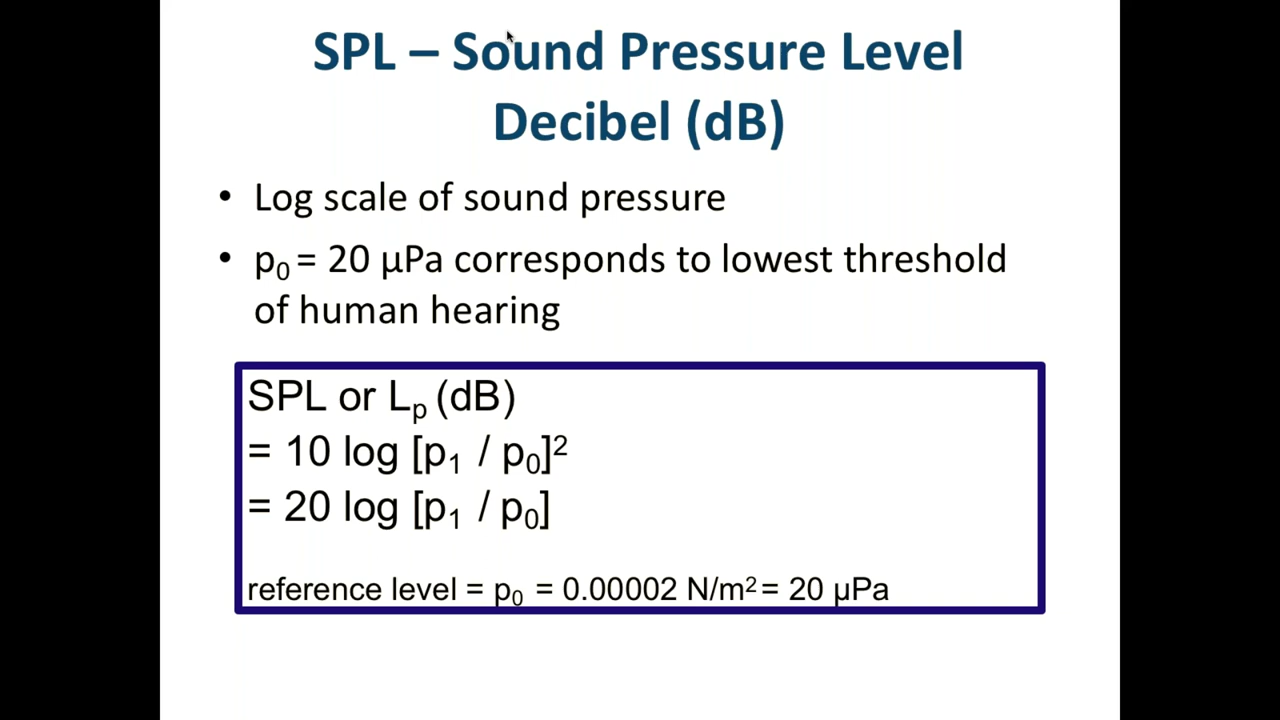 SPL – Sound Pressure Level
Decibel (dB)
• Log scale of sound pressure
• p₀ = 20 µPa corresponds to lowest threshold
of human hearing
SPL or Lₚ (dB)
= 10 log [p₁ / p₀]²
= 20 log [p₁ / p₀]
reference level = p₀ = 0.00002 N/m² = 20 µPa